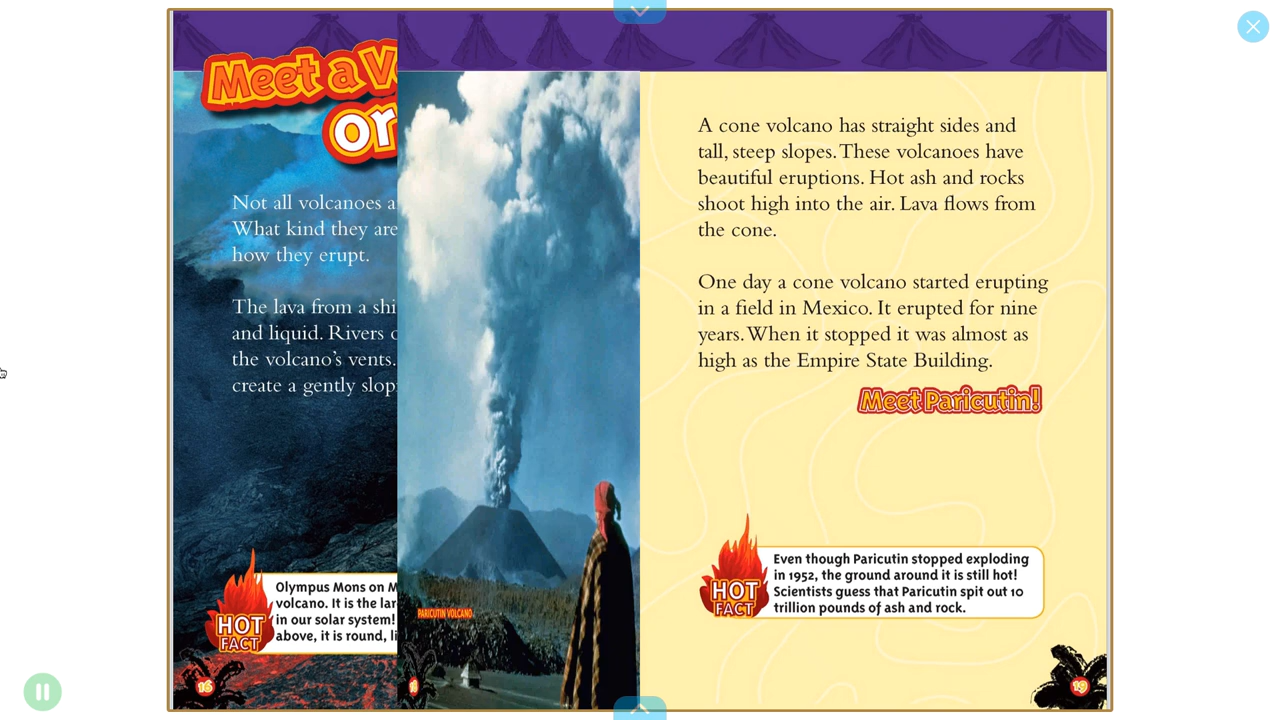 Meet a
or
Not all volcanoes a
What kind they are
how they erupt.
The lava from a shi
and liquid. Rivers
the volcano's vents.
create a gently slop
Olympus Mons on M
volcano. It is the lar
in our solar system!
above, it is round, li
HOT
FACT
16
PARICUTIN VOLCANO
A cone volcano has straight sides and
tall, steep slopes. These volcanoes have
beautiful eruptions. Hot ash and rocks
shoot high into the air. Lava flows from
the cone.
One day a cone volcano started erupting
in a field in Mexico. It erupted for nine
years. When it stopped it was almost as
high as the Empire State Building.
Meet Paricutin!
HOT
FACT
Even though Paricutin stopped exploding
in 1952, the ground around it is still hot!
Scientists guess that Paricutin spit out 10
trillion pounds of ash and rock.
19